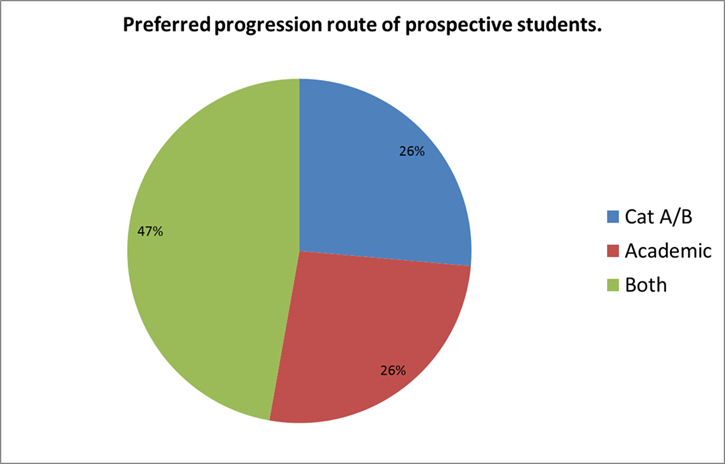 Preferred progression route of prospective students.
26%
47%
26%
Cat A/B
Academic
Both